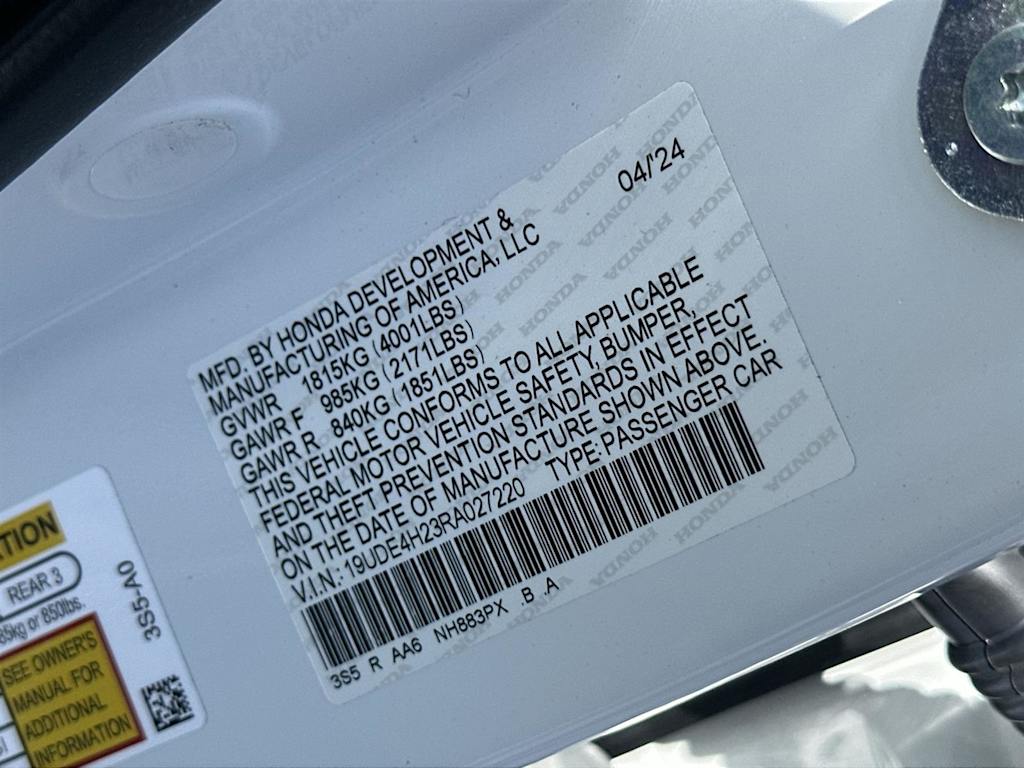 04/'24
MFD. BY HONDA DEVELOPMENT &
MANUFACTURING OF AMERICA, LLC
GVWR 1815KG (4001LBS)
GAWR F 985KG (2171LBS)
GAWR R 840KG (1851LBS)
THIS VEHICLE CONFORMS TO ALL APPLICABLE
FEDERAL MOTOR VEHICLE SAFETY, BUMPER,
AND THEFT PREVENTION STANDARDS IN EFFECT
ON THE DATE OF MANUFACTURE SHOWN ABOVE.
V.I.N.: 19UDE4H23RA027220 TYPE:PASSENGER CAR
3S5 R AA6 NH883PX .B .A
REAR 3
85kg or 850lbs.
3S5-A0
SEE OWNER'S
MANUAL FOR
ADDITIONAL
INFORMATION